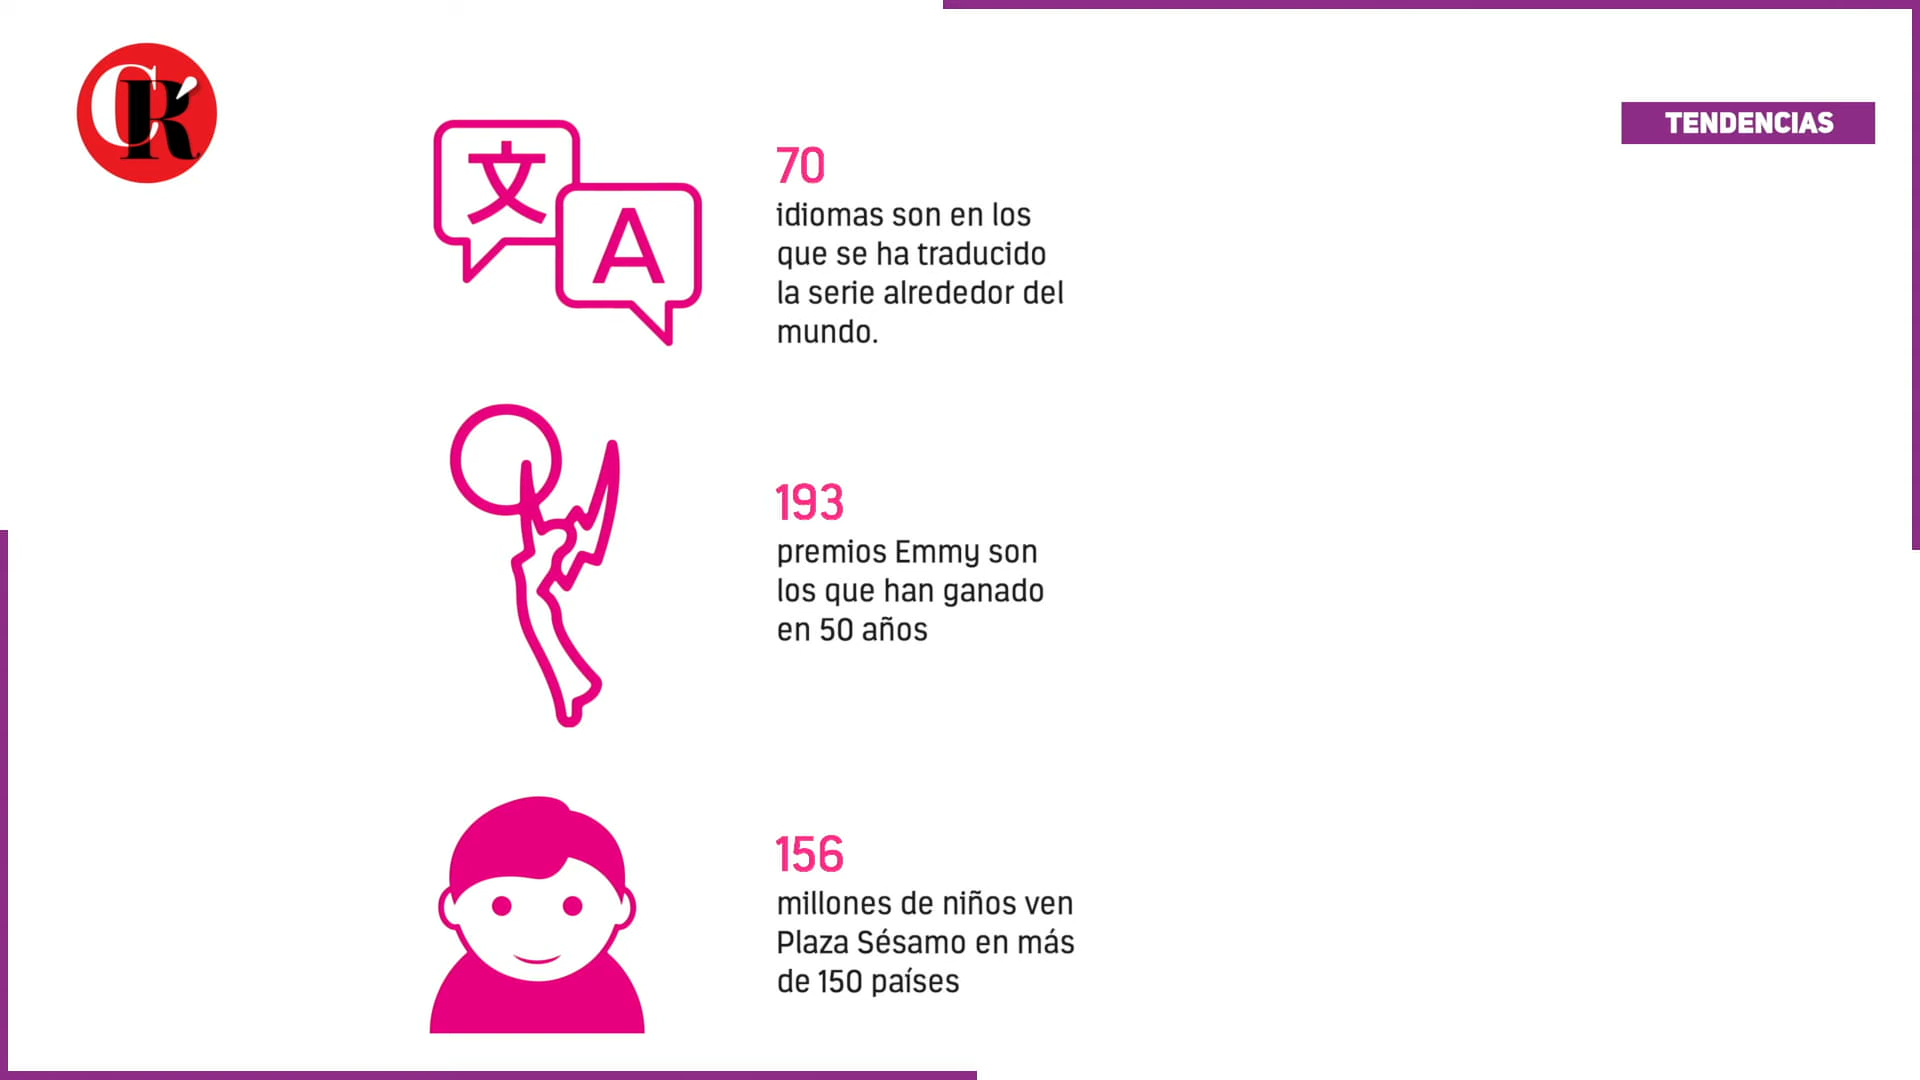 CR
TENDENCIAS
文
A
70
idiomas son en los
que se ha traducido
la serie alrededor del
mundo.
193
premios Emmy son
los que han ganado
en 50 años
156
millones de niños ven
Plaza Sésamo en más
de 150 países